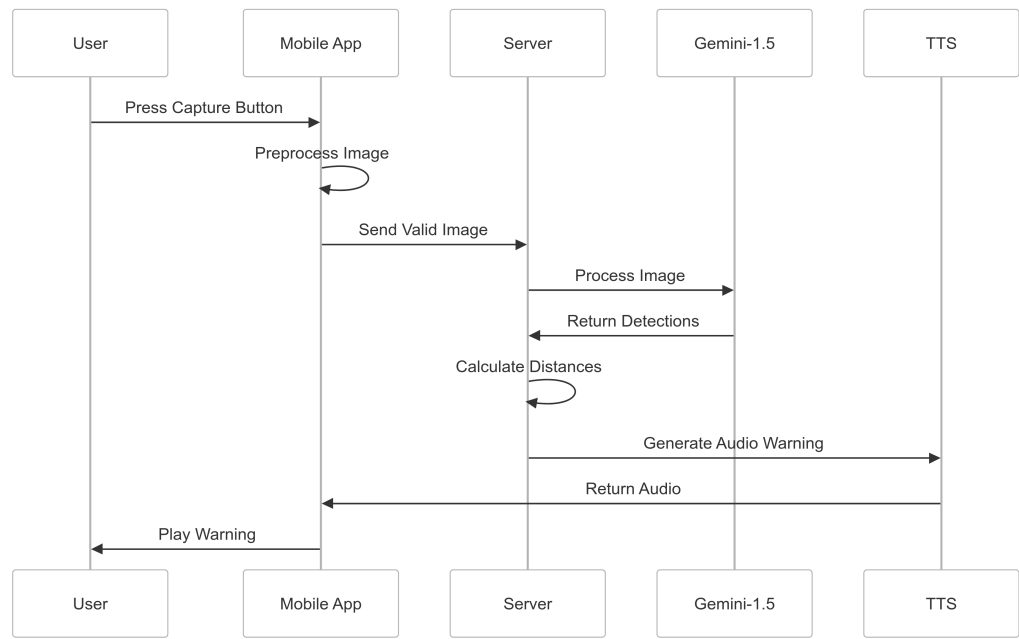 User
Mobile App
Server
Gemini-1.5
TTS
Press Capture Button
Preprocess Image
Send Valid Image
Process Image
Return Detections
Calculate Distances
Generate Audio Warning
Return Audio
Play Warning
User
Mobile App
Server
Gemini-1.5
TTS